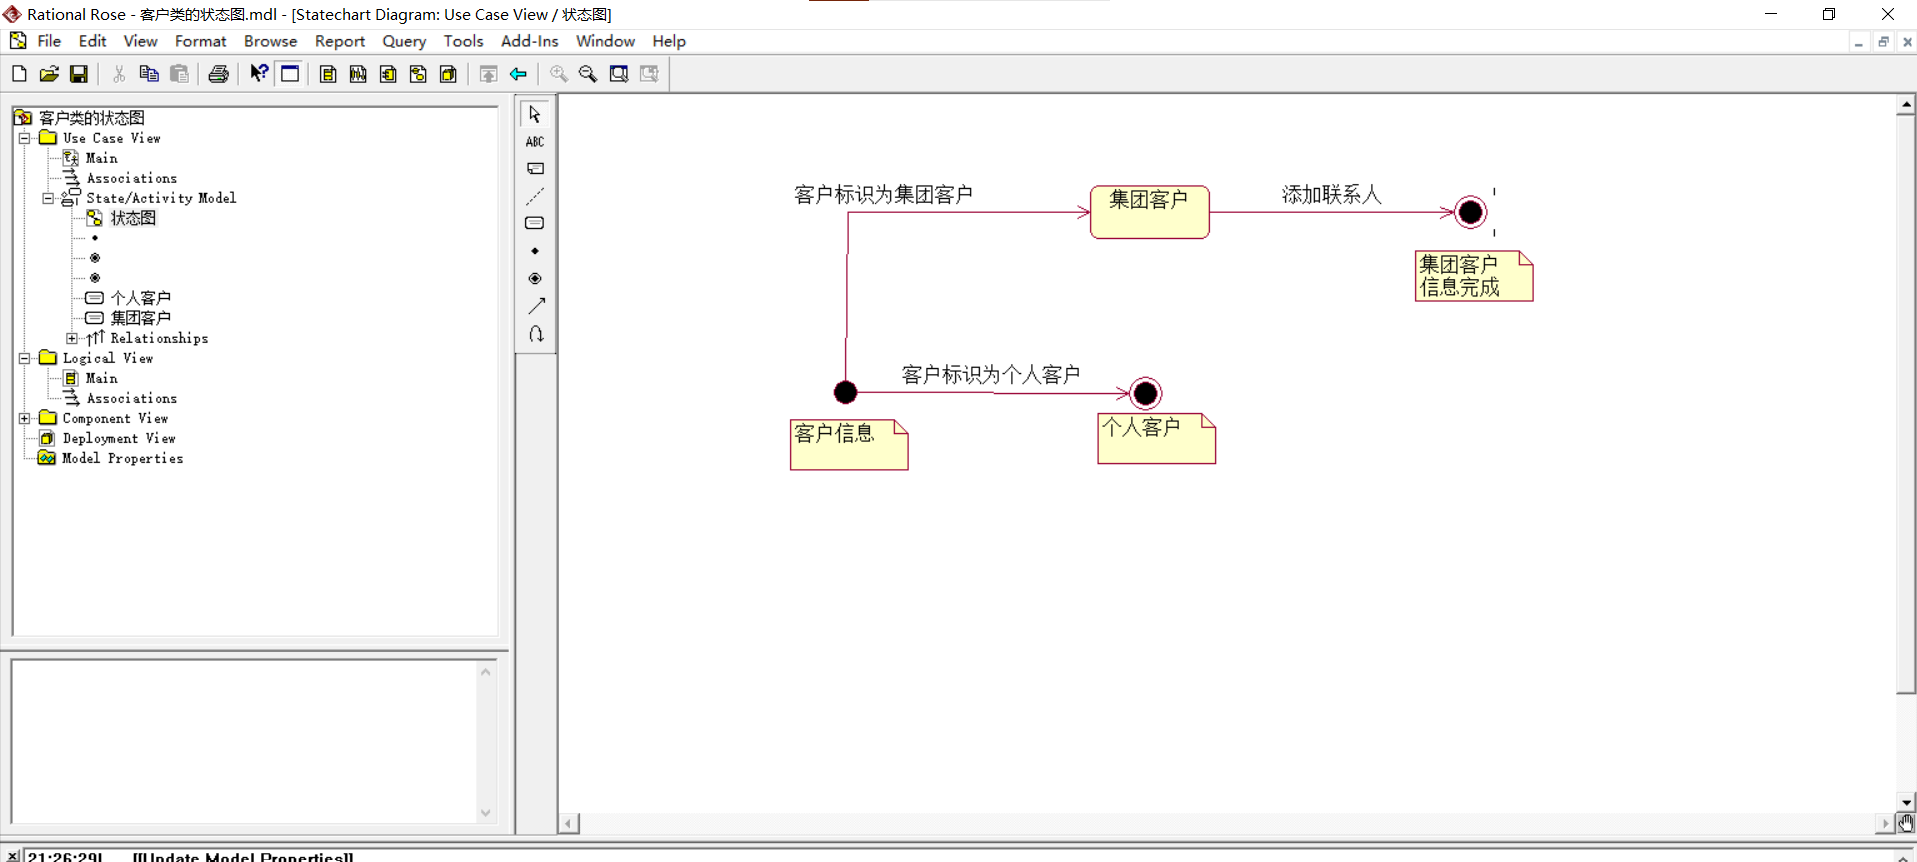 Rational Rose - 客户类的状态图.mdl - [Statechart Diagram: Use Case View / 状态图]
File Edit View Format Browse Report Query Tools Add-Ins Window Help
客户类的状态图
Use Case View
Main
Associations
State/Activity Model
状态图
个人客户
集团客户
Relationships
Logical View
Main
Associations
Component View
Deployment View
Model Properties
ABC
客户标识为集团客户
集团客户
添加联系人
集团客户
信息完成
客户标识为个人客户
客户信息
个人客户
21:26:29| [[Update Model Properties]]